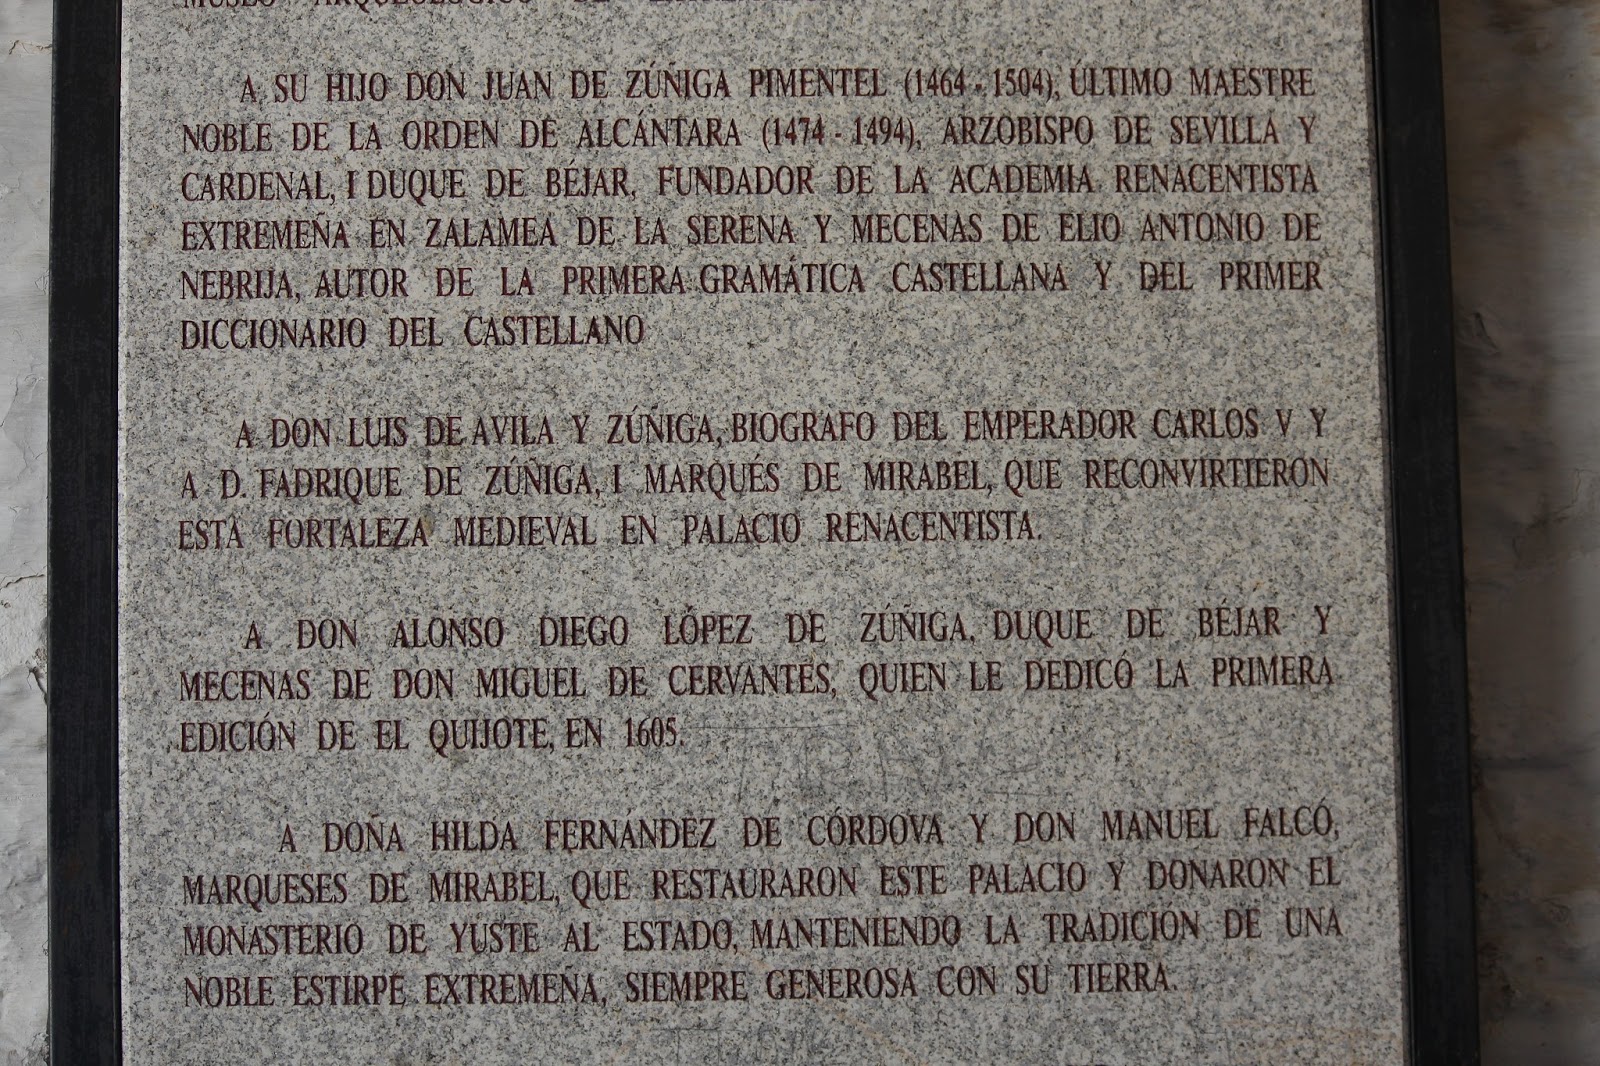 MUSEO ARQUEOLÓGICO DE
A SU HIJO DON JUAN DE ZÚÑIGA PIMENTEL (1464 - 1504), ÚLTIMO MAESTRE
NOBLE DE LA ORDEN DE ALCÁNTARA (1474 - 1494), ARZOBISPO DE SEVILLA Y
CARDENAL, I DUQUE DE BÉJAR, FUNDADOR DE LA ACADEMIA RENACENTISTA
EXTREMEÑA EN ZALAMEA DE LA SERENA Y MECENAS DE ELIO ANTONIO DE
NEBRIJA, AUTOR DE LA PRIMERA GRAMÁTICA CASTELLANA Y DEL PRIMER
DICCIONARIO DEL CASTELLANO
A DON LUIS DE AVILA Y ZÚÑIGA, BIOGRAFO DEL EMPERADOR CARLOS V Y
A D. FADRIQUE DE ZÚÑIGA, I MARQUÉS DE MIRABEL, QUE RECONVIRTIERON
ESTA FORTALEZA MEDIEVAL EN PALACIO RENACENTISTA.
A DON ALONSO DIEGO LÓPEZ DE ZÚÑIGA, DUQUE DE BÉJAR Y
MECENAS DE DON MIGUEL DE CERVANTES, QUIEN LE DEDICÓ LA PRIMERA
EDICIÓN DE EL QUIJOTE, EN 1605.
A DOÑA HILDA FERNÁNDEZ DE CÓRDOVA Y DON MANUEL FALCÓ,
MARQUESES DE MIRABEL, QUE RESTAURARON ESTE PALACIO Y DONARON EL
MONASTERIO DE YUSTE AL ESTADO, MANTENIENDO LA TRADICION DE UNA
NOBLE ESTIRPE EXTREMEÑA, SIEMPRE GENEROSA CON SU TIERRA.